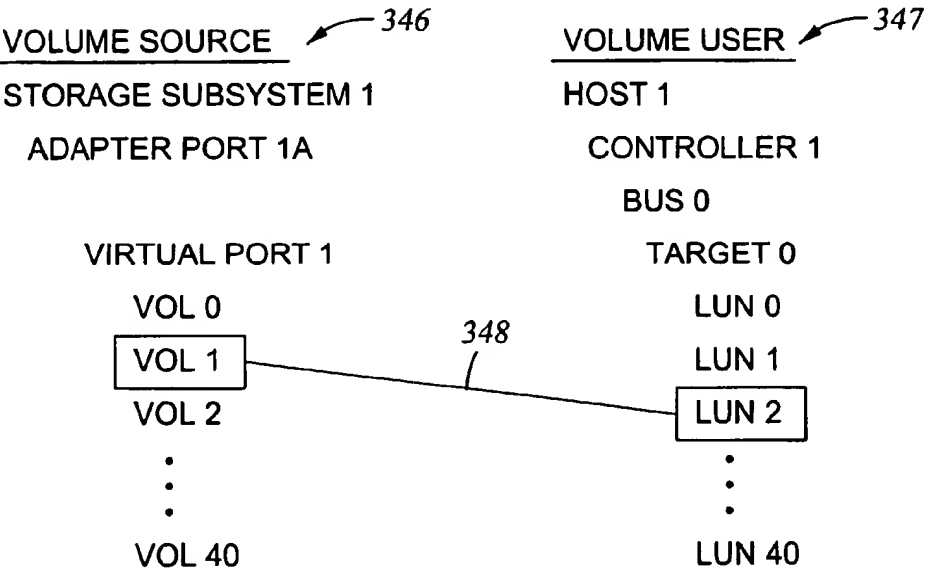 VOLUME SOURCE 346
STORAGE SUBSYSTEM 1
ADAPTER PORT 1A
VIRTUAL PORT 1
VOL 0
VOL 1
VOL 2
VOL 40
348
VOLUME USER 347
HOST 1
CONTROLLER 1
BUS 0
TARGET 0
LUN 0
LUN 1
LUN 2
LUN 40